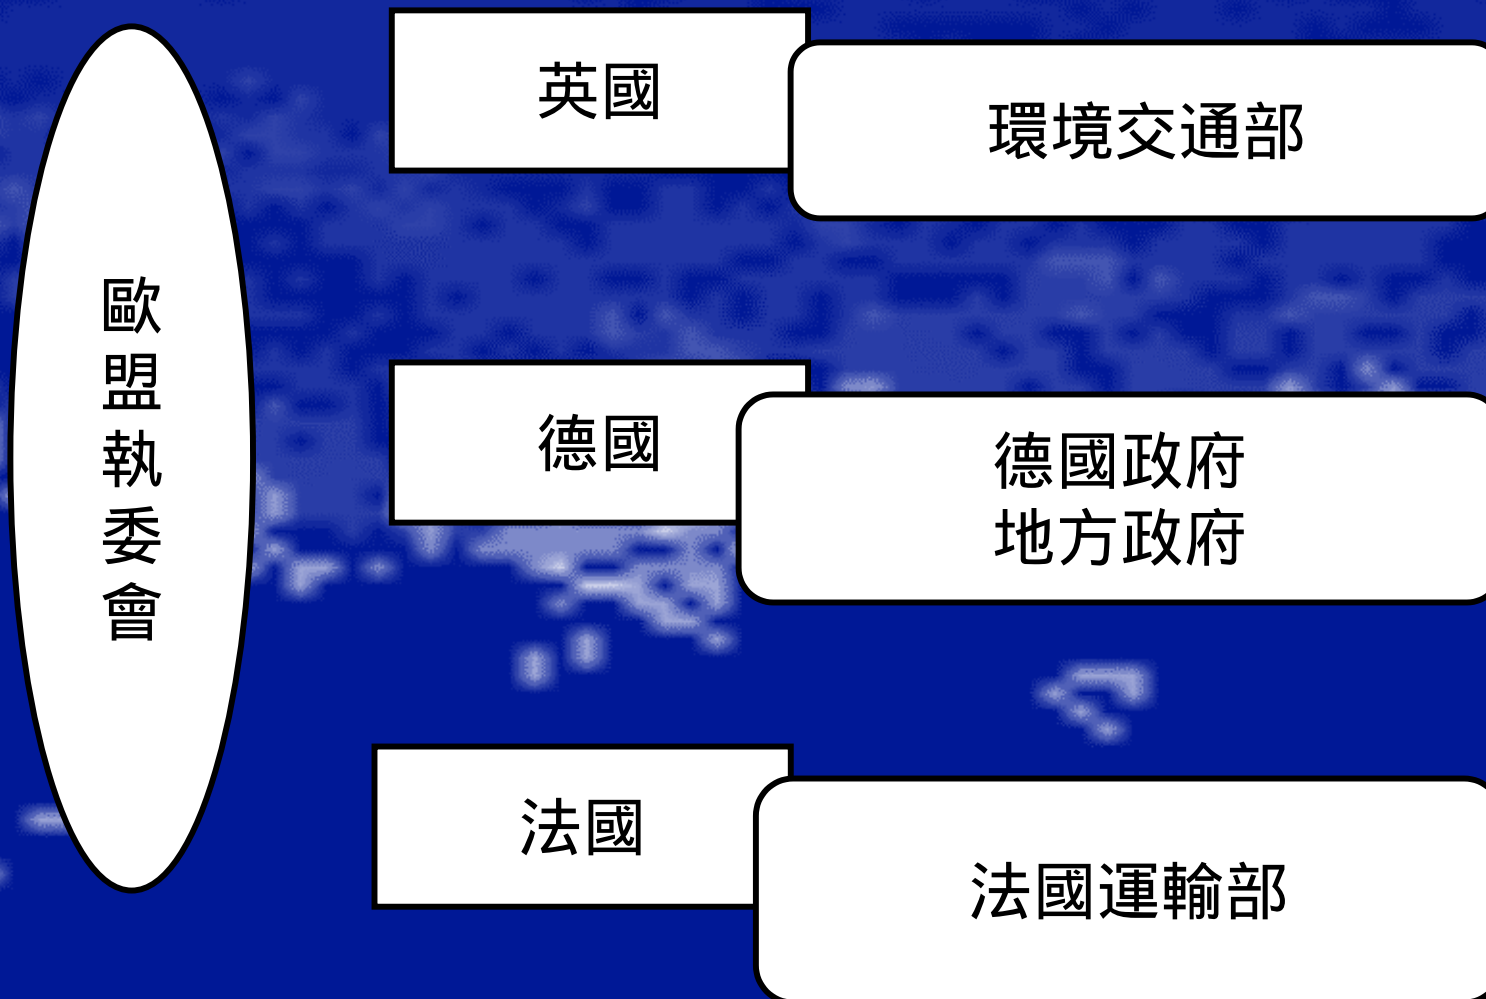 歐
盟
執
委
會
英國
環境交通部
德國
德國政府
地方政府
法國
法國運輸部